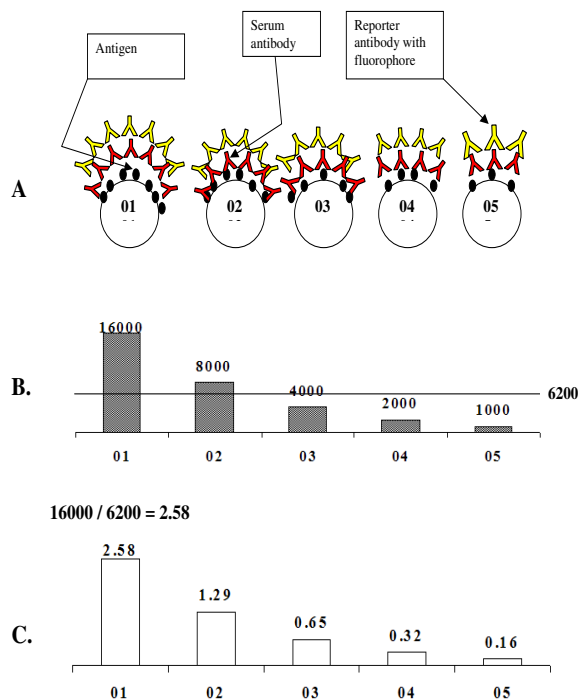 Antigen
Serum
antibody
Reporter
antibody with
fluorophore
A
01
02
03
04
05
B.
16000
8000
4000
2000
1000
6200
01
02
03
04
05
16000 / 6200 = 2.58
C.
2.58
1.29
0.65
0.32
0.16
01
02
03
04
05